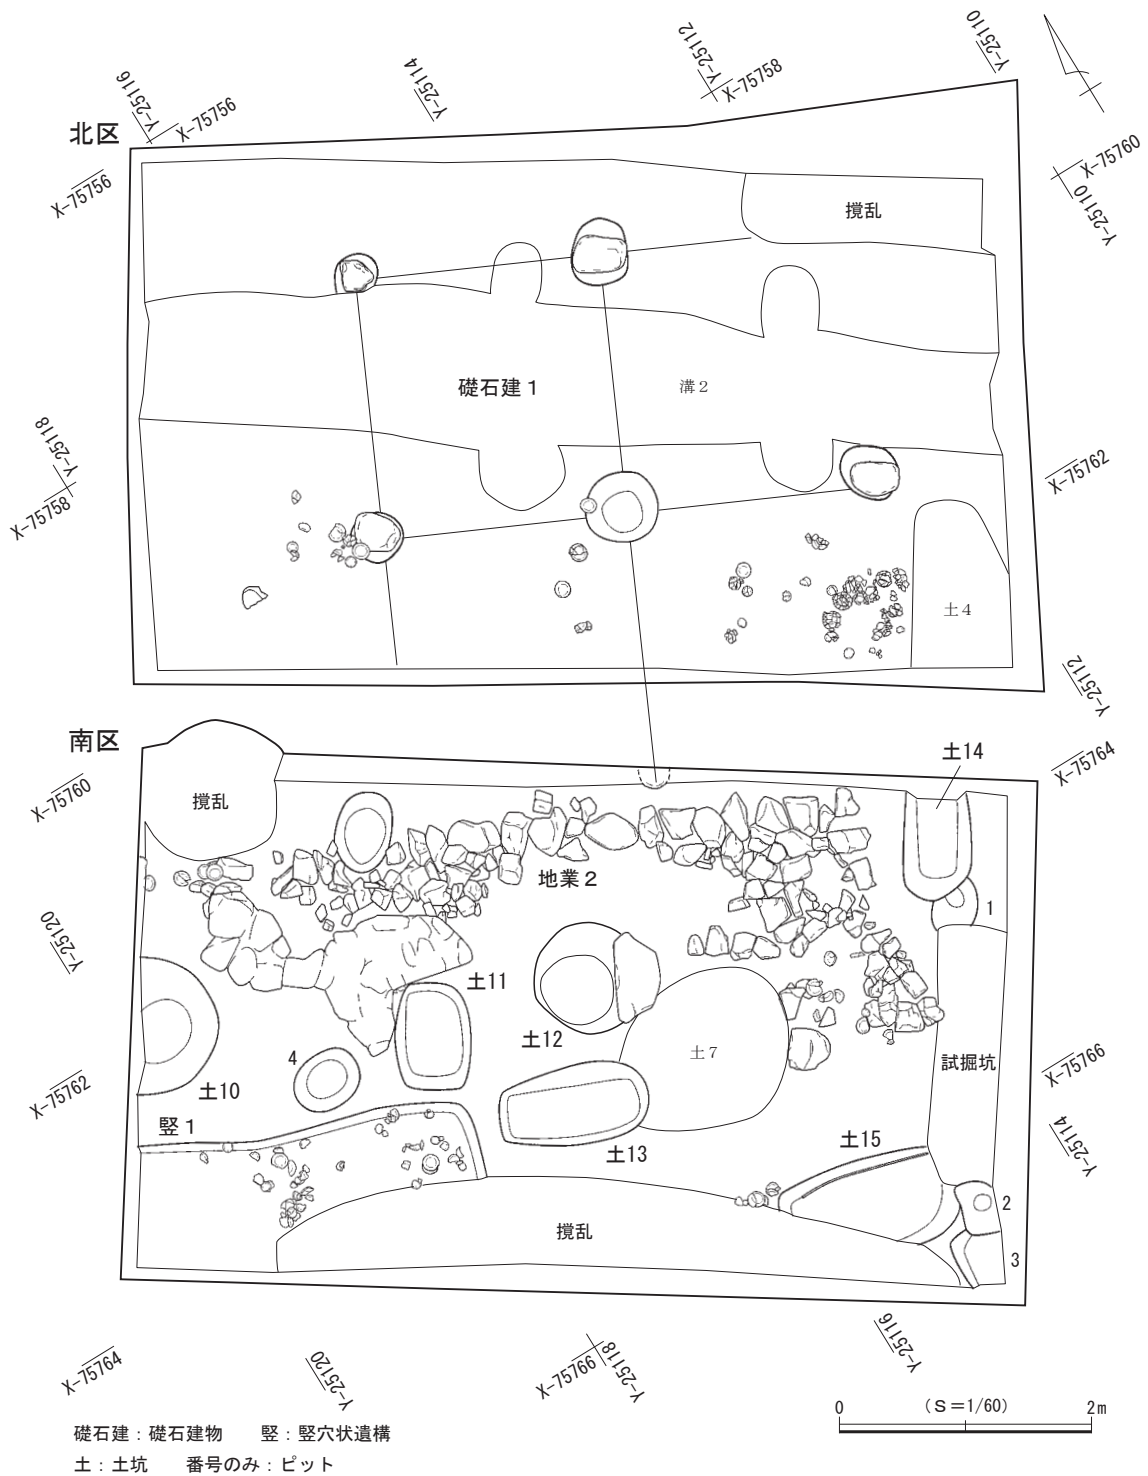 Y-25116
X-75756
Y-25114
Y-25112
X-75758
Y-25110
北区
X-75756
X-75760
Y-25110
撹乱
礎石建１
溝２
Y-25118
X-75758
X-75762
土４
Y-25112
南区
土14
X-75764
X-75760
撹乱
地業２
1
Y-25120
土11
土12
土７
4
試掘坑
X-75766
X-75762
土10
竪１
土13
土15
Y-25114
2
撹乱
3
Y-25116
X-75764
Y-25120
X-75766
Y-25118
0 （Ｓ＝1/60） 2m
礎石建：礎石建物　　竪：竪穴状遺構
土：土坑　　番号のみ：ピット